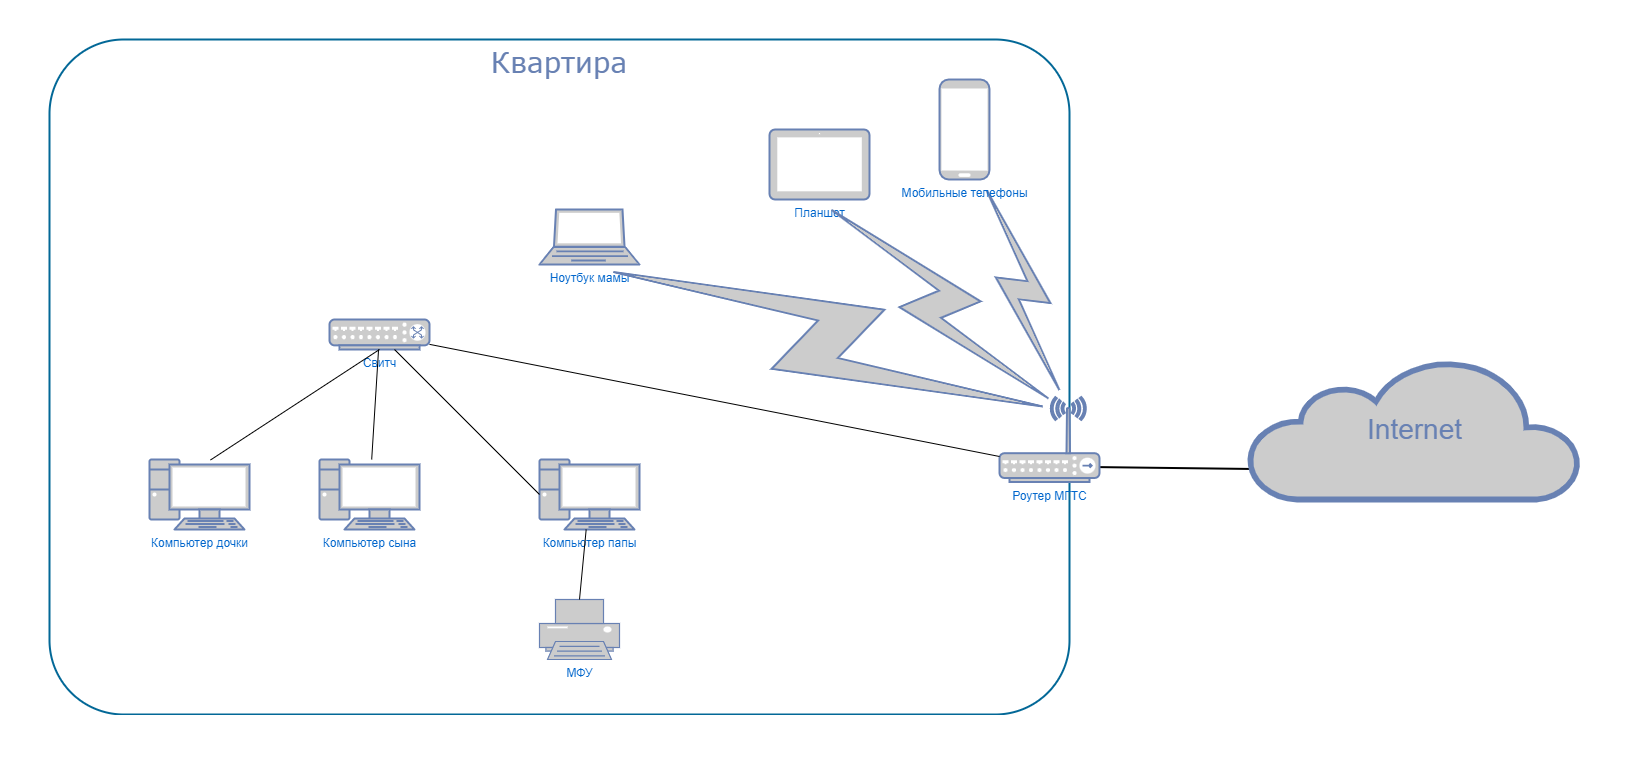 Квартира
Мобильные телефоны
Планшет
Ноутбук мамы
Свитч
Internet
Роутер МГТС
Компьютер дочки
Компьютер сына
Компьютер папы
МФУ